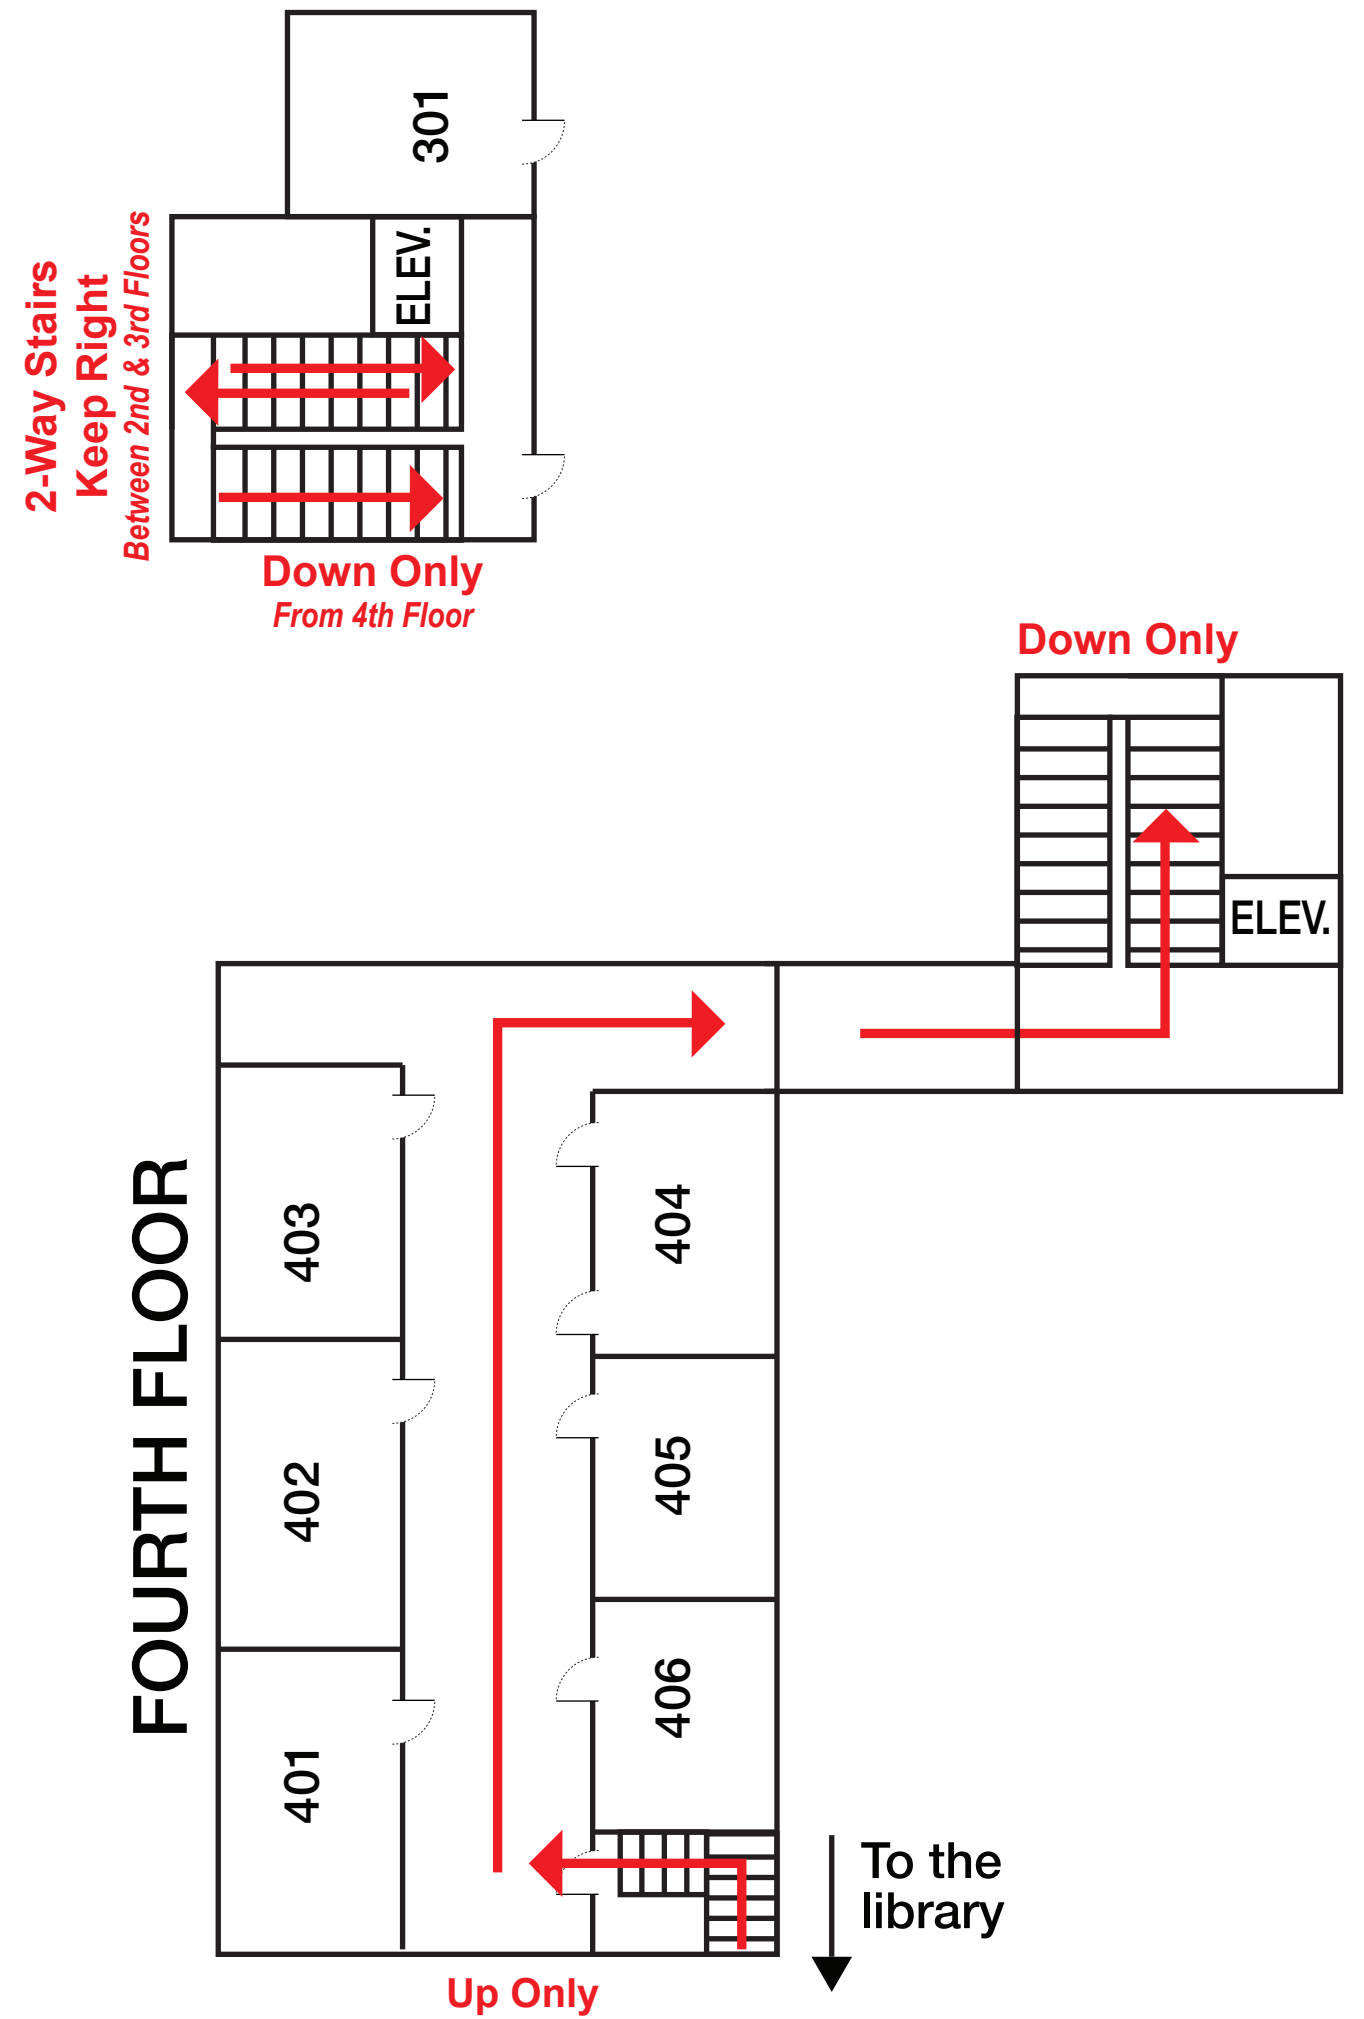 301
ELEV.
2-Way Stairs
Keep Right
Between 2nd & 3rd Floors
Down Only
From 4th Floor
Down Only
ELEV.
FOURTH FLOOR
403
404
402
405
401
406
To the
library
Up Only